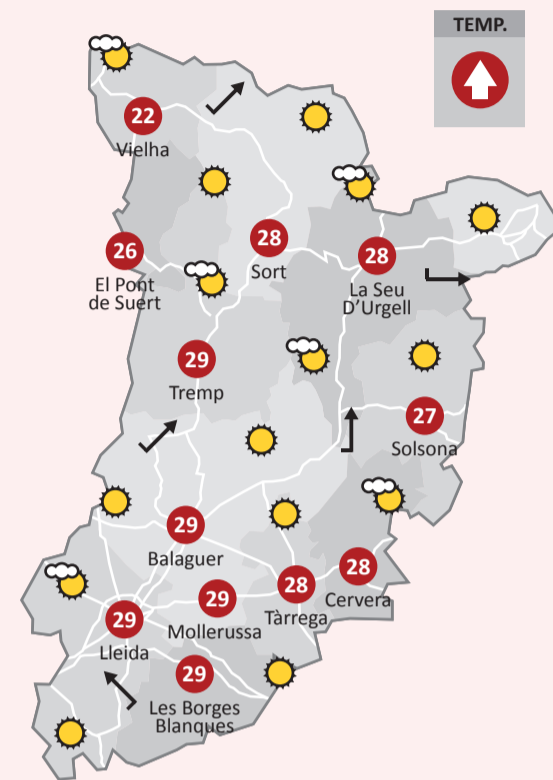 TEMP.
22
Vielha
26
El Pont
de Suert
28
Sort
28
La Seu
D'Urgell
29
Tremp
27
Solsona
29
Balaguer
28
Cervera
28
Tàrrega
29
Mollerussa
29
Lleida
29
Les Borges
Blanques